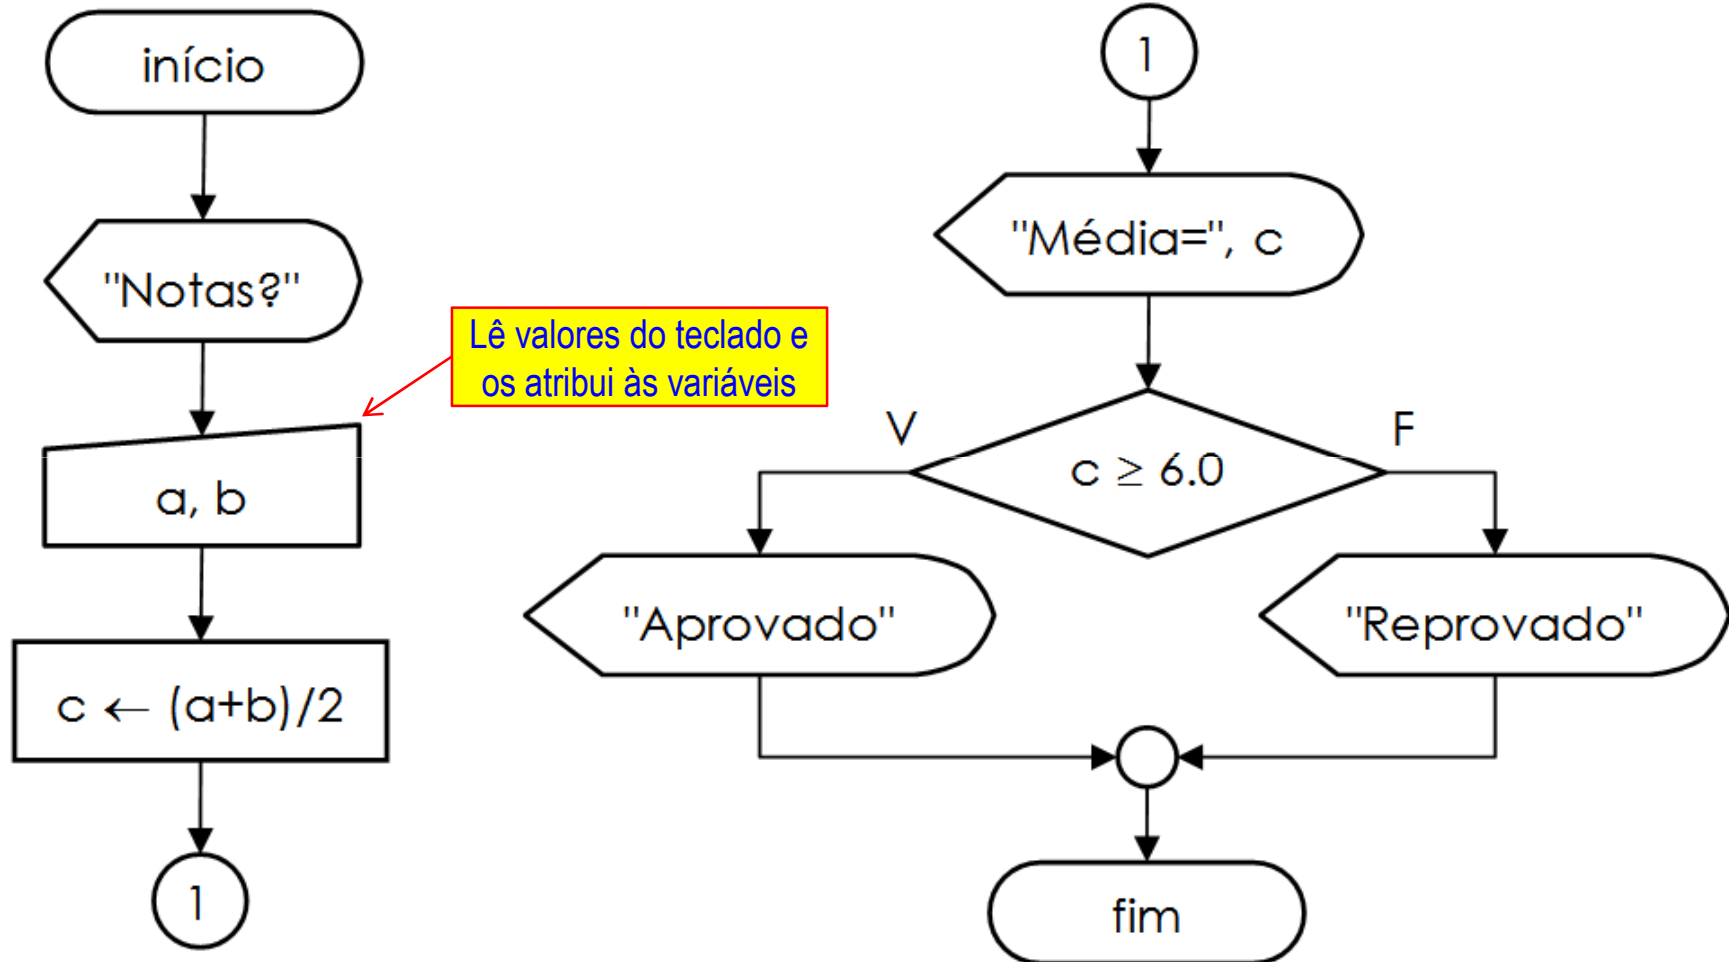 início
"Notas?"
Lê valores do teclado e
os atribui às variáveis
a, b
c ← (a+b)/2
1
1
"Média=", c
c ≥ 6.0
V
F
"Aprovado"
"Reprovado"
fim